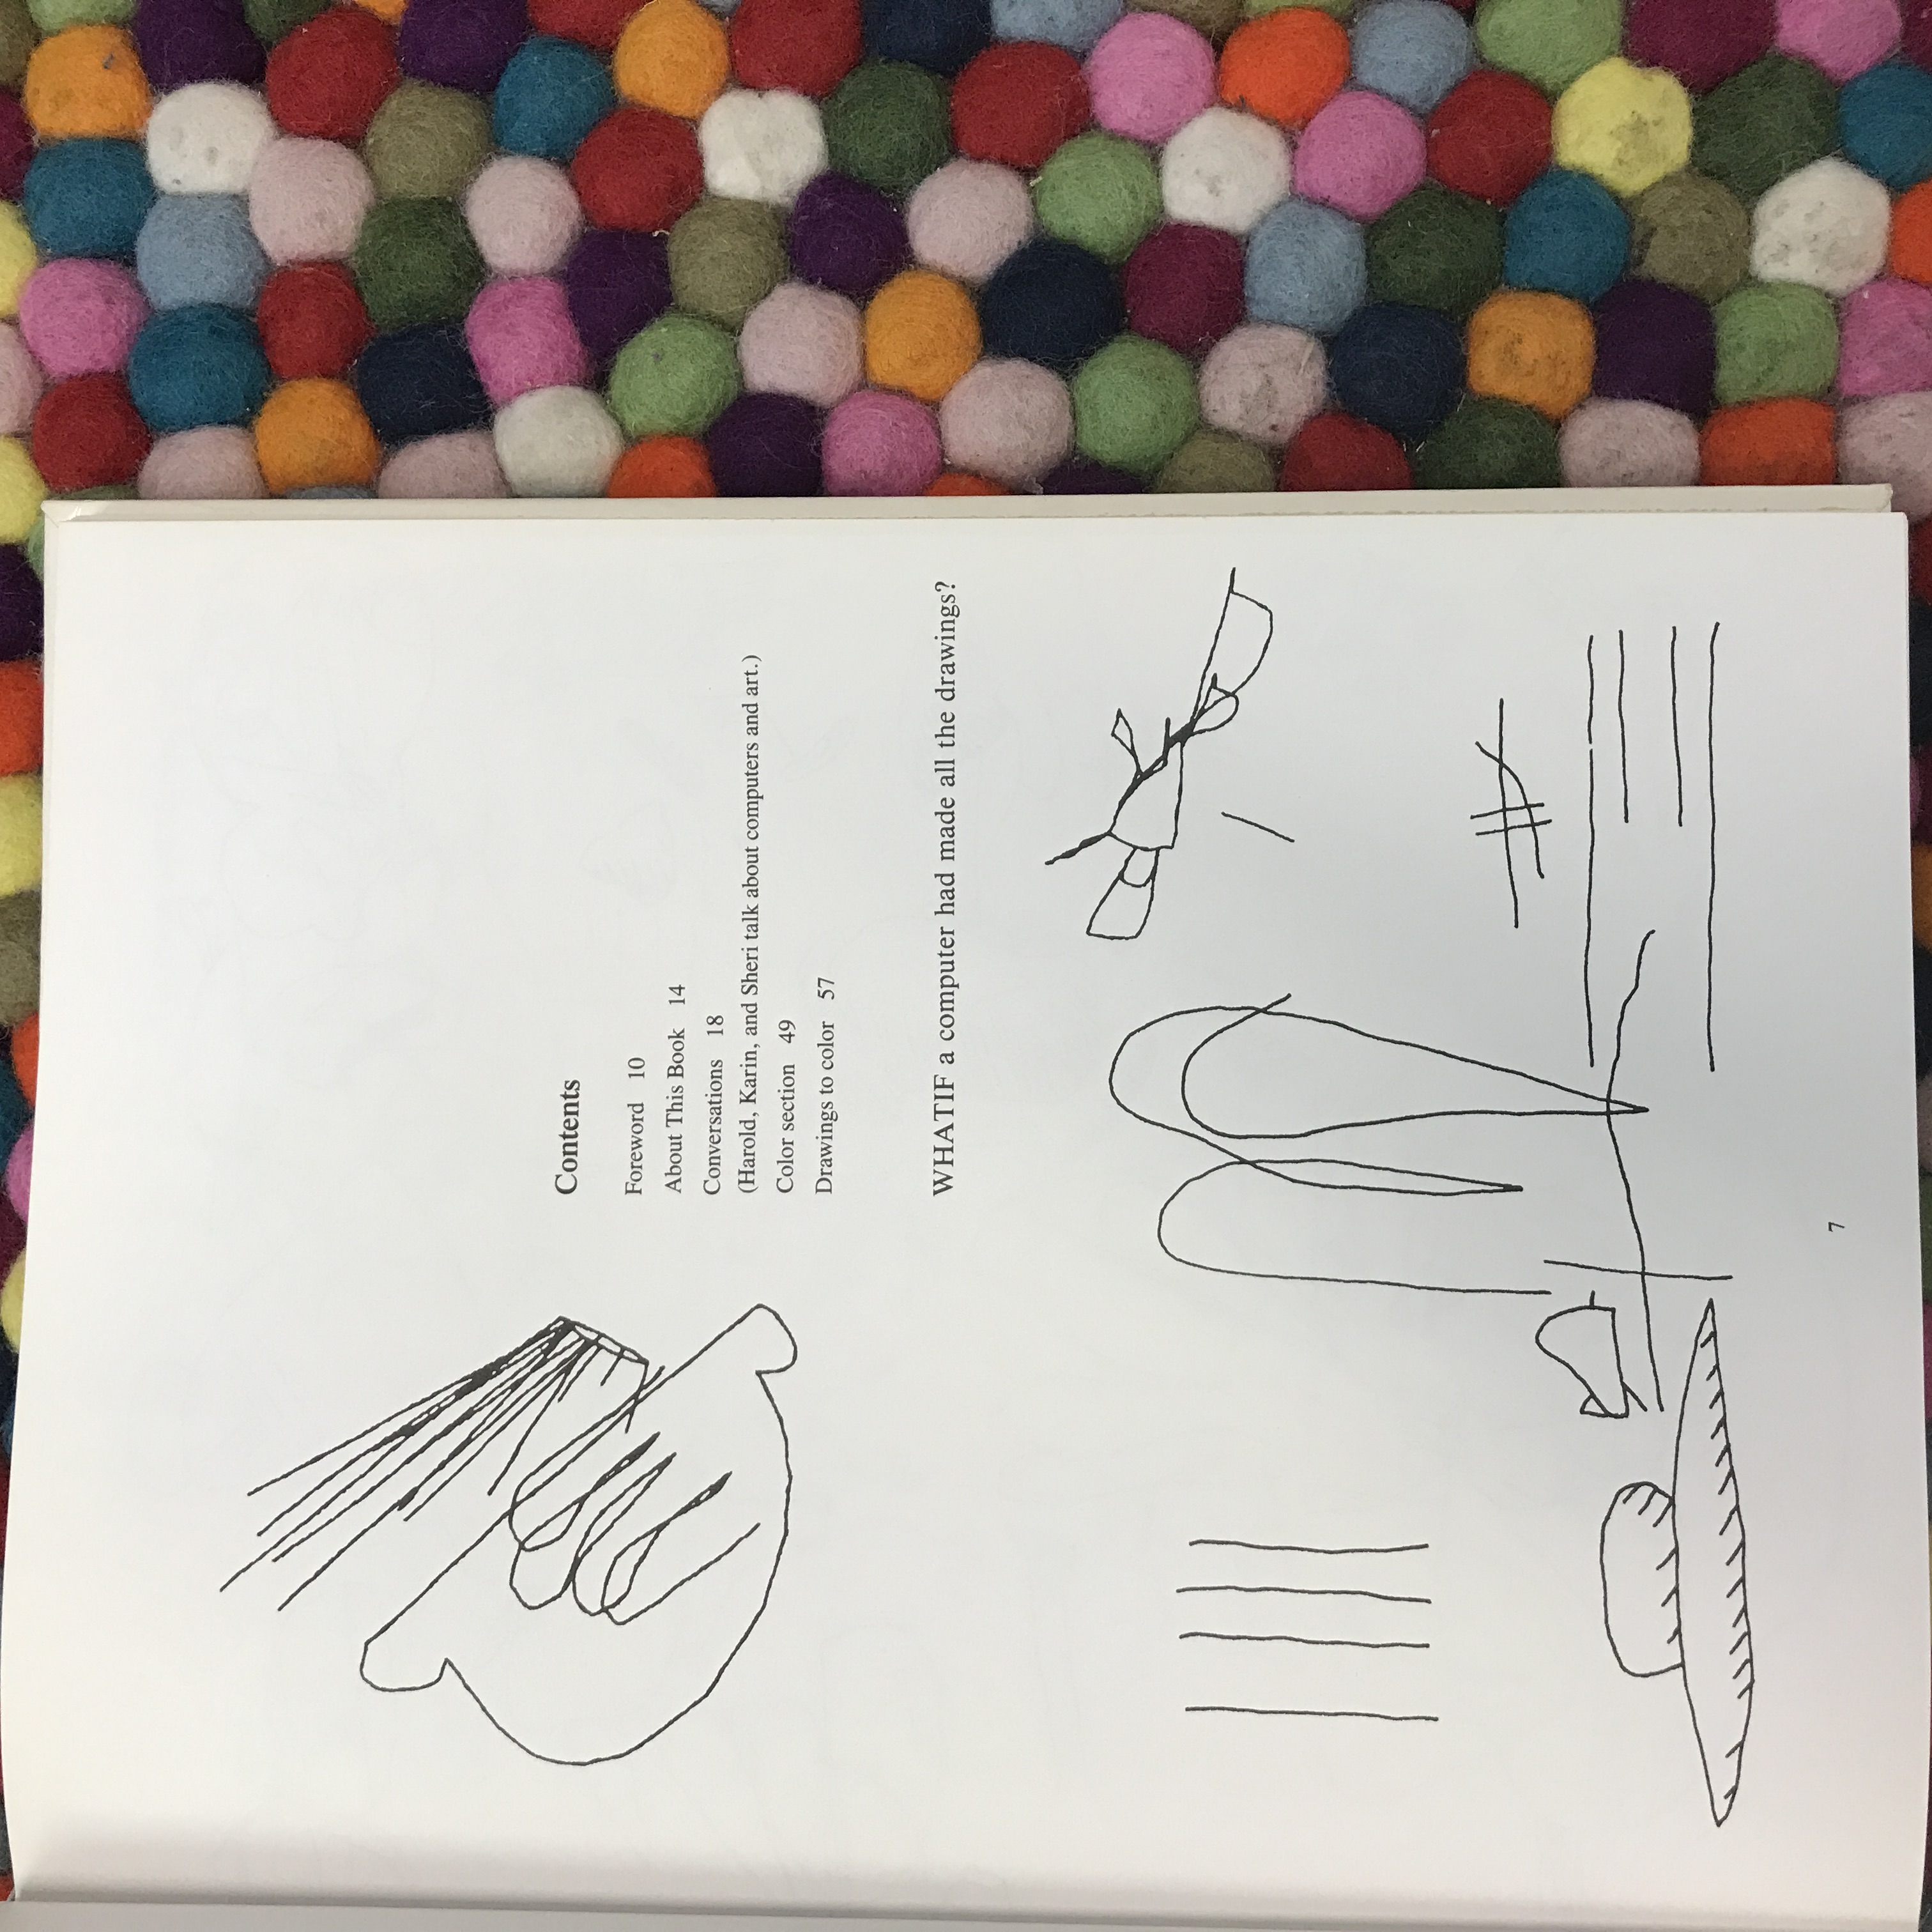 Contents
Foreword 10
About This Book 14
Conversations 18
(Harold, Karin, and Sheri talk about computers and art.)
Color section 49
Drawings to color 57
WHATIF a computer had made all the drawings?
7